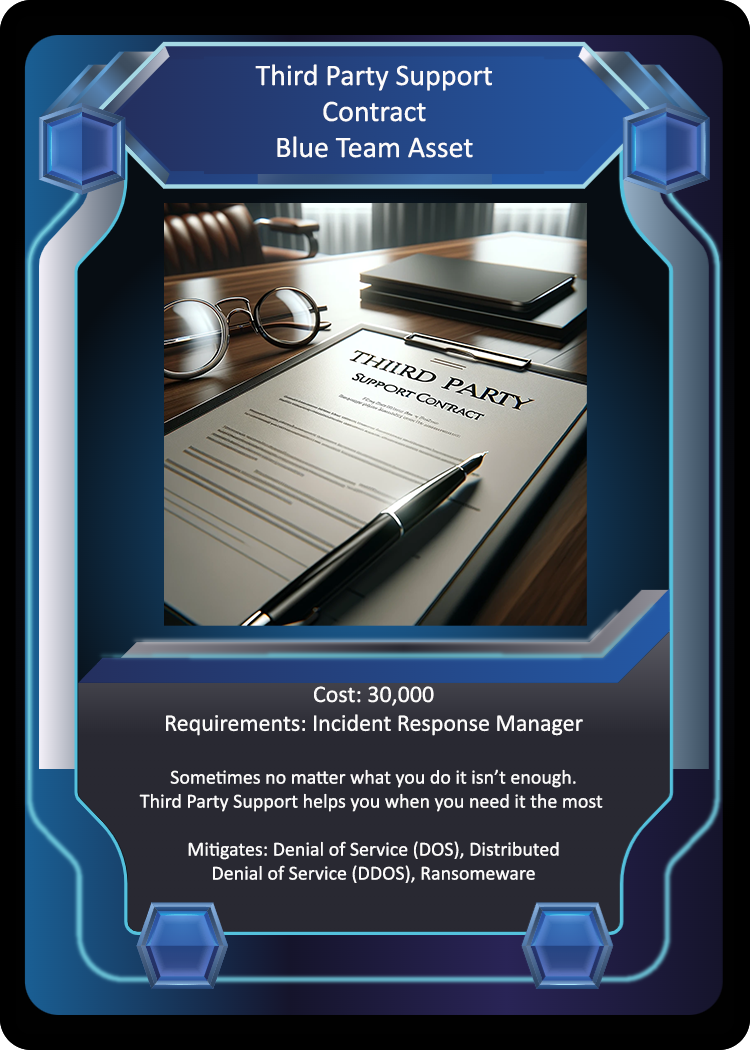 Third Party Support
Contract
Blue Team Asset
THIIRD PARTY
SUPPORT CONTRACT
Cost: 30,000
Requirements: Incident Response Manager
Sometimes no matter what you do it isn’t enough.
Third Party Support helps you when you need it the most
Mitigates: Denial of Service (DOS), Distributed
Denial of Service (DDOS), Ransomeware